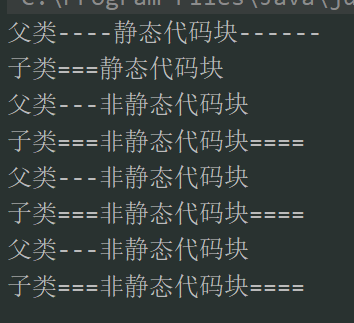 C:\Program Files\Java\j
父类----静态代码块------
子类===静态代码块
父类---非静态代码块
子类===非静态代码块====
父类---非静态代码块
子类===非静态代码块====
父类---非静态代码块
子类===非静态代码块====